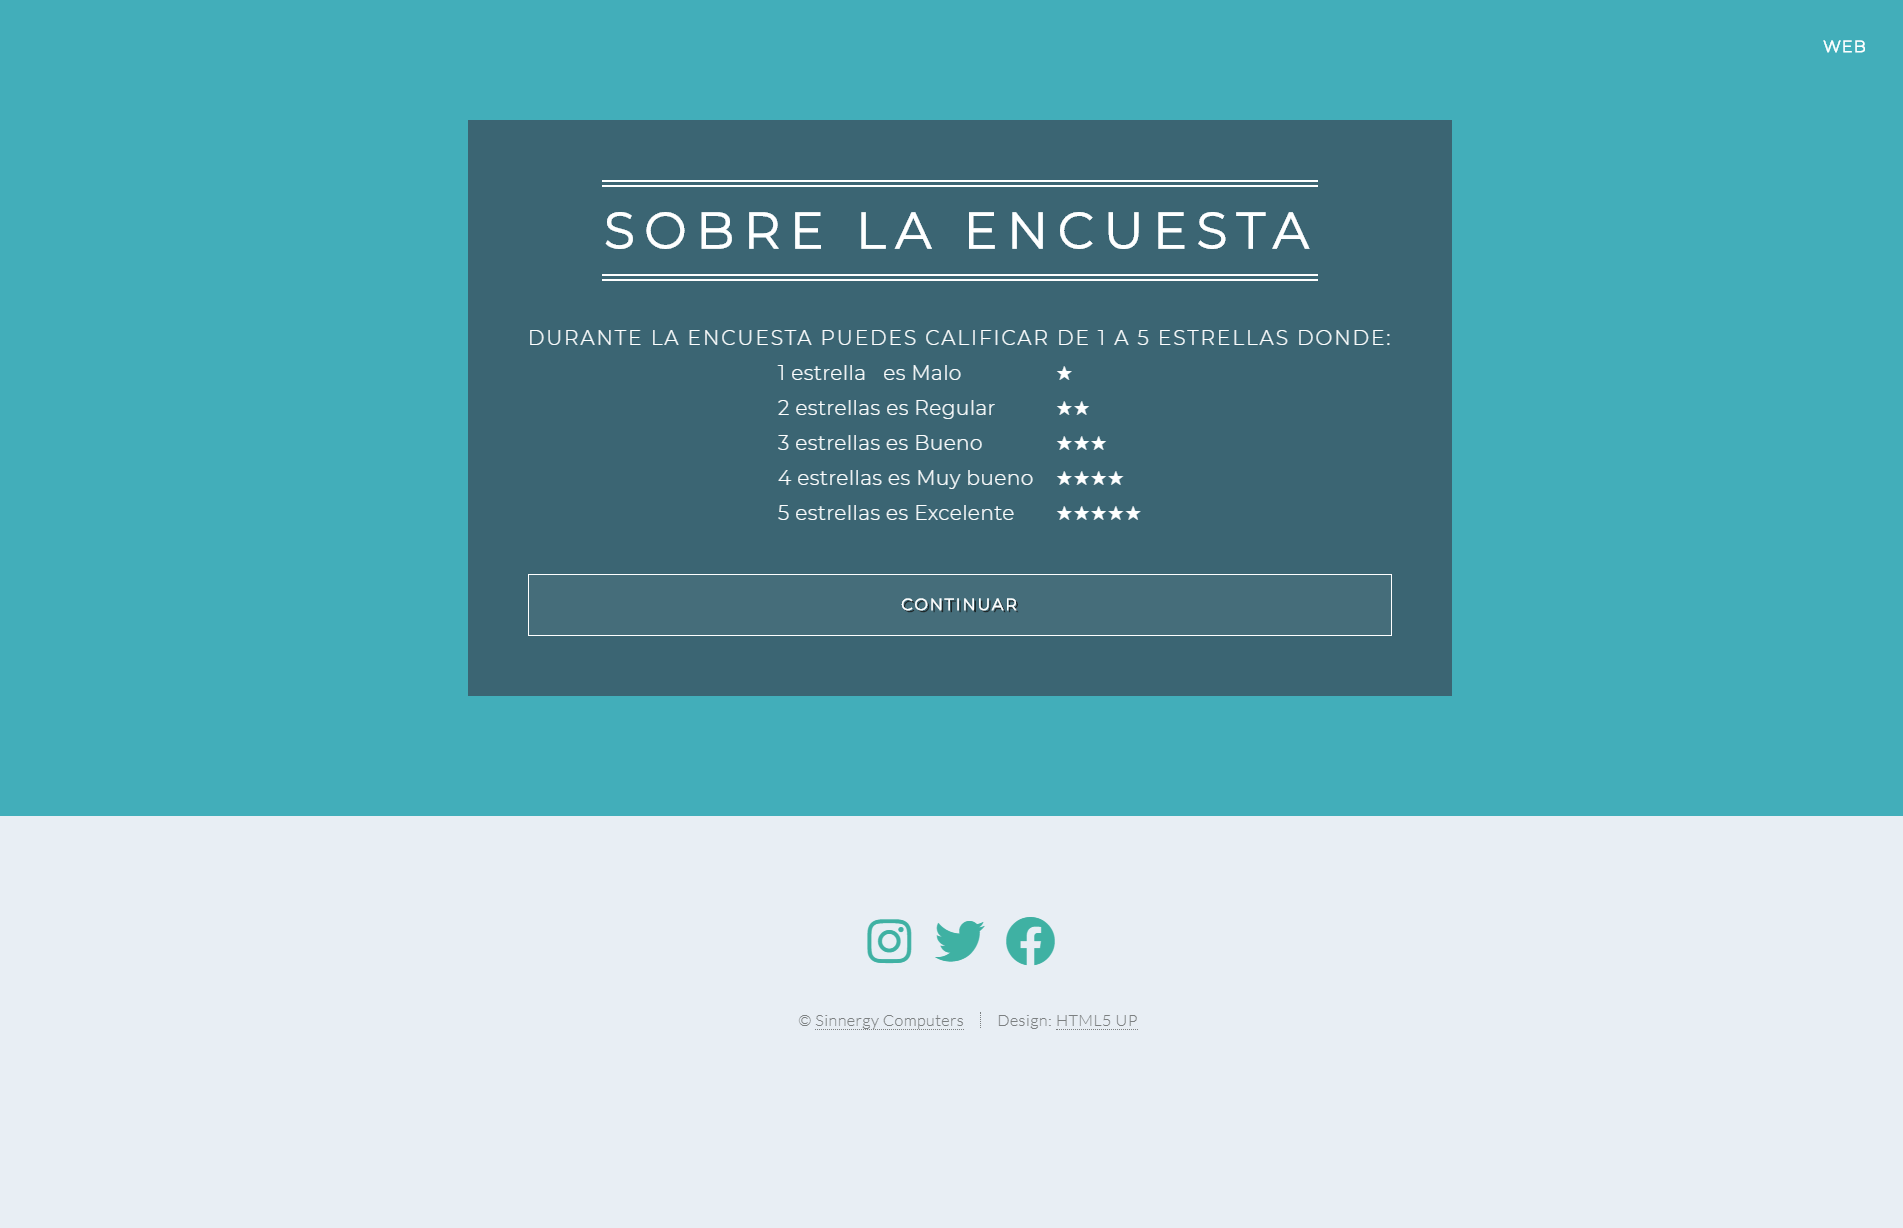 WEB
SOBRE LA ENCUESTA
DURANTE LA ENCUESTA PUEDES CALIFICAR DE 1 A 5 ESTRELLAS DONDE:
1 estrella es Malo ★
2 estrellas es Regular ★★
3 estrellas es Bueno ★★★
4 estrellas es Muy bueno ★★★★
5 estrellas es Excelente ★★★★★
CONTINUAR
© Sinnergy Computers Design: HTML5 UP